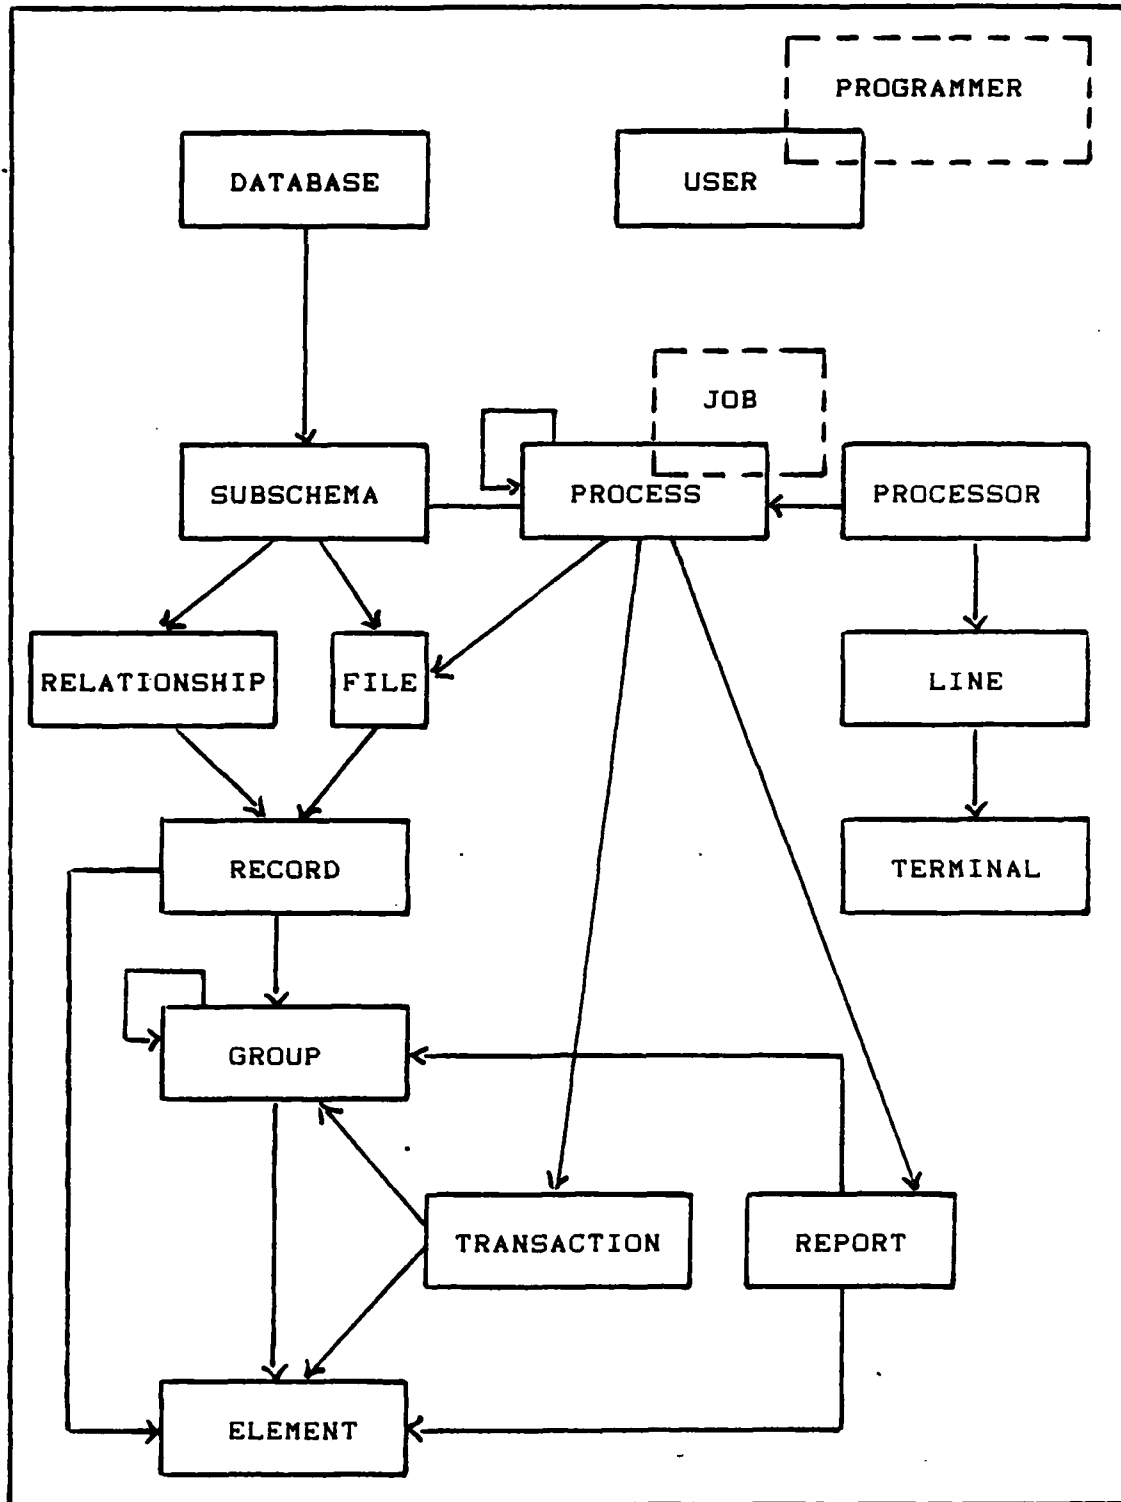 PROGRAMMER
DATABASE
USER
JOB
SUBSCHEMA
PROCESS
PROCESSOR
RELATIONSHIP
FILE
LINE
RECORD
TERMINAL
GROUP
TRANSACTION
REPORT
ELEMENT